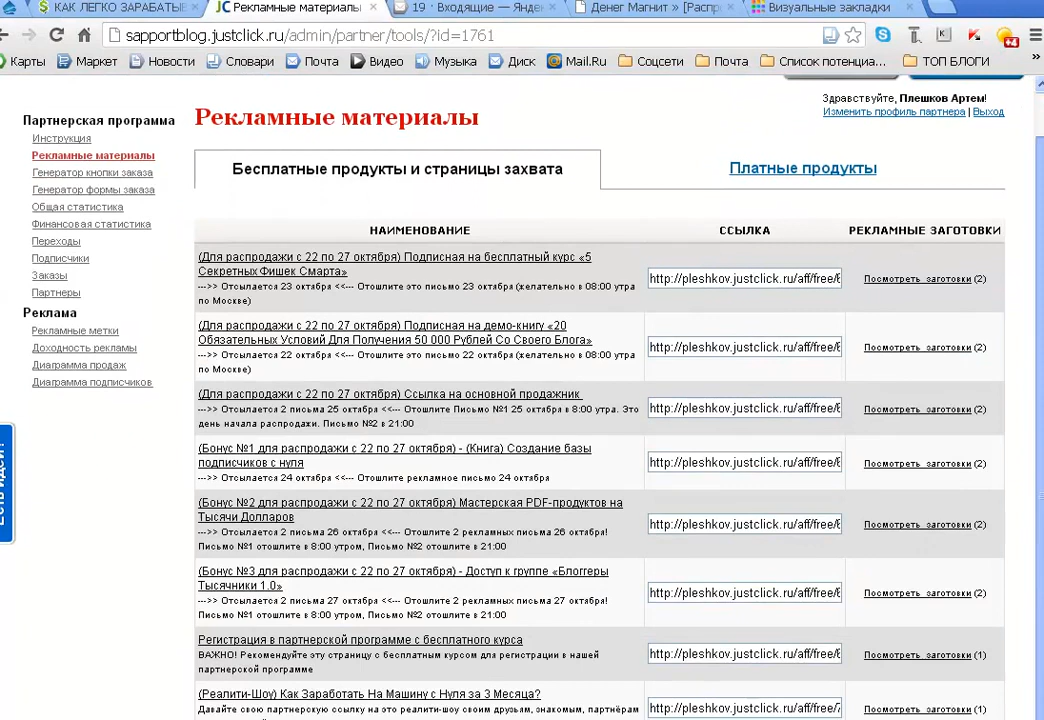 КАК ЛЕГКО ЗАРАБАТЫВ
Рекламные материалы
19 · Входящие — Янде
Денег Магнит » [Расп
Визуальные закладки
sapportblog.justclick.ru/admin/partner/tools/?id=1761
Карты
Маркет
Новости
Словари
Почта
Видео
Музыка
Диск
Mail.Ru
Соцсети
Почта
Список потенциа...
ТОП БЛОГИ
Здравствуйте, Плешков Артем!
Изменить профиль партнера | Выход
Партнерская программа
Инструкция
Рекламные материалы
Генератор кнопки заказа
Генератор формы заказа
Общая статистика
Финансовая статистика
Переходы
Подписчики
Заказы
Партнеры
Реклама
Рекламные метки
Доходность рекламы
Диаграмма продаж
Диаграмма подписчиков
Есть идеи?
Рекламные материалы
Бесплатные продукты и страницы захвата
Платные продукты
НАИМЕНОВАНИЕ
ССЫЛКА
РЕКЛАМНЫЕ ЗАГОТОВКИ
(Для распродажи с 22 по 27 октября) Подписная на бесплатный курс «5
Секретных Фишек Смарта»
--->> Отсылается 23 октября <<--- Отошлите это письмо 23 октября (желательно в 08:00 утра
по Москве)
http://pleshkov.justclick.ru/aff/free/
Посмотреть заготовки (2)
(Для распродажи с 22 по 27 октября) Подписная на демо-книгу «20
Обязательных Условий Для Получения 50 000 Рублей Со Своего Блога»
--->> Отсылается 22 октября <<--- Отошлите это письмо 22 октября (желательно в 08:00 утра
по Москве)
http://pleshkov.justclick.ru/aff/free/
Посмотреть заготовки (2)
(Для распродажи с 22 по 27 октября) Ссылка на основной продажник
--->> Отсылается 2 письма 25 октября <<--- Отошлите Письмо №1 25 октября в 8:00 утра. Это
день начала распродажи. Письмо №2 в 21:00
http://pleshkov.justclick.ru/aff/free/
Посмотреть заготовки (2)
(Бонус №1 для распродажи с 22 по 27 октября) - (Книга) Создание базы
подписчиков с нуля
--->> Отсылается 24 октября <<--- Отошлите рекламное письмо 24 октября
http://pleshkov.justclick.ru/aff/free/
Посмотреть заготовки (2)
(Бонус №2 для распродажи с 22 по 27 октября) Мастерская PDF-продуктов на
Тысячи Долларов
--->> Отсылается 2 письма 26 октября <<--- Отошлите 2 рекламных письма 26 октября!
Письмо №1 отошлите в 8:00 утром, Письмо №2 отошлите в 21:00
http://pleshkov.justclick.ru/aff/free/
Посмотреть заготовки (2)
(Бонус №3 для распродажи с 22 по 27 октября) - Доступ к группе «Блоггеры
Тысячники 1.0»
--->> Отсылается 2 письма 27 октября <<--- Отошлите 2 рекламных письма 27 октября!
Письмо №1 отошлите в 8:00 утром, Письмо №2 отошлите в 21:00
http://pleshkov.justclick.ru/aff/free/
Посмотреть заготовки (2)
Регистрация в партнерской программе с бесплатного курса
ВАЖНО! Рекомендуйте эту страницу с бесплатным курсом для регистрации в нашей
партнерской программе
http://pleshkov.justclick.ru/aff/free/
Посмотреть заготовки (1)
(Реалити-Шоу) Как Заработать На Машину с Нуля за 3 Месяца?
Давайте свою партнерскую ссылку на это реалити-шоу своим друзьям, знакомым, партнёрам
http://pleshkov.justclick.ru/aff/free/
Посмотреть заготовки (1)